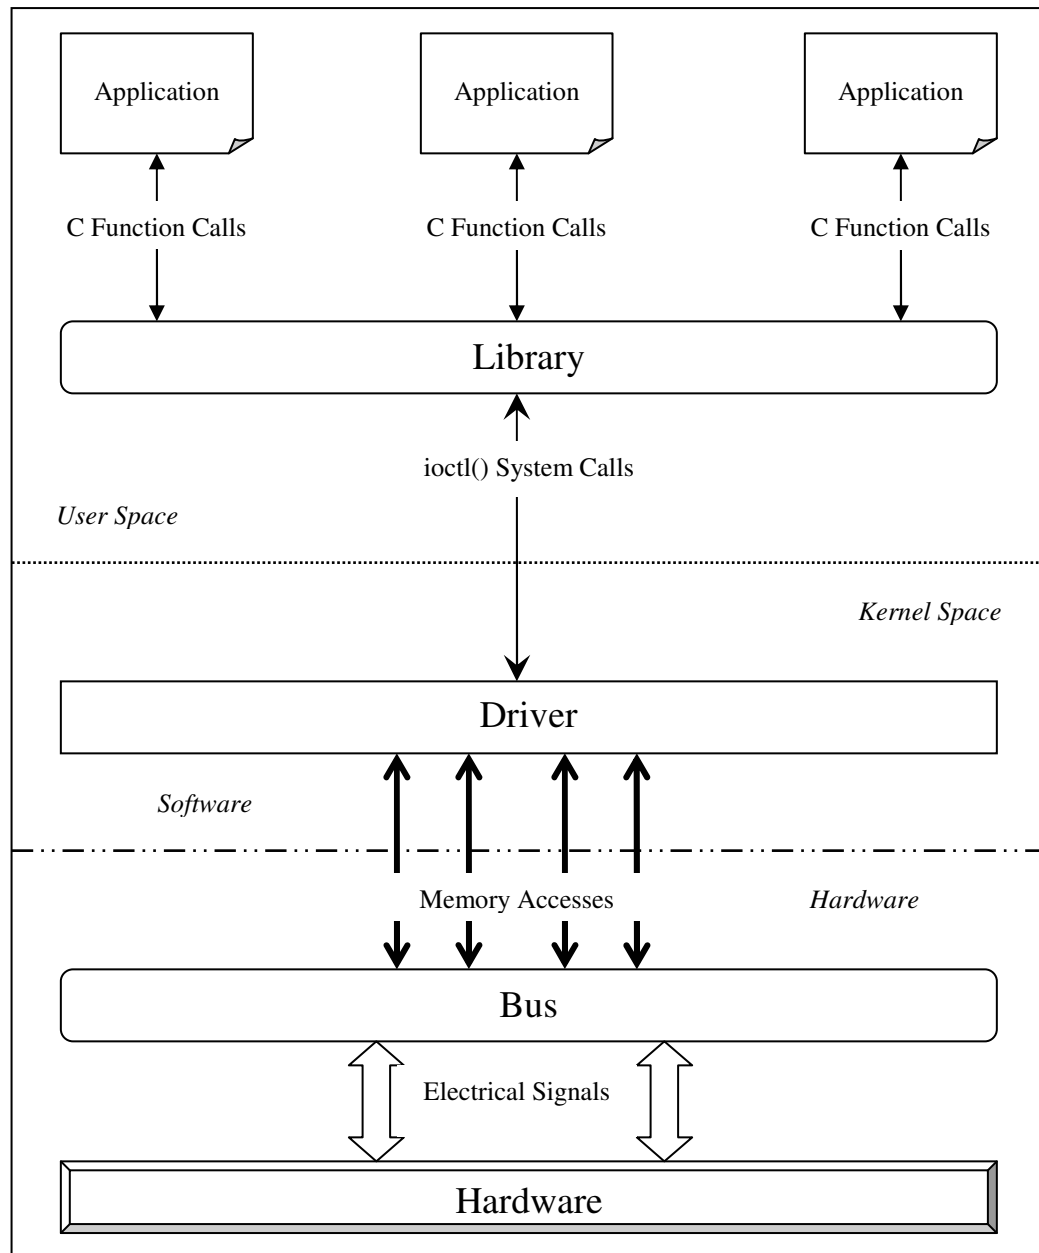 Application
Application
Application
C Function Calls
C Function Calls
C Function Calls
Library
ioctl() System Calls
User Space
Kernel Space
Driver
Software
Memory Accesses
Hardware
Bus
Electrical Signals
Hardware